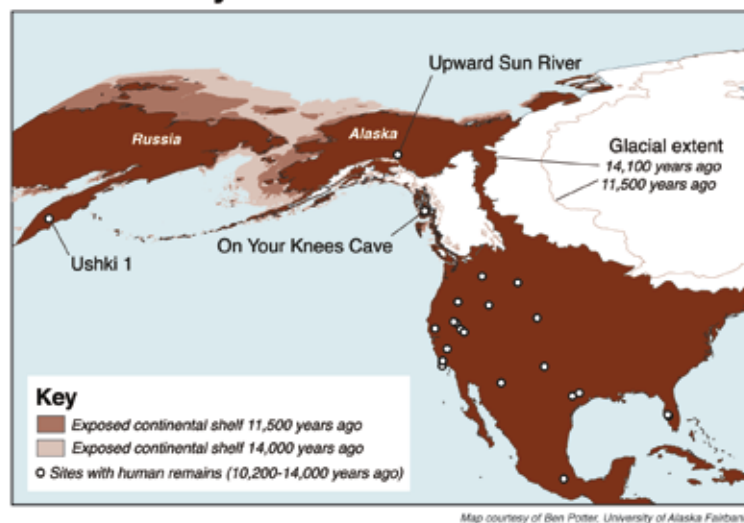 Upward Sun River
Russia
Alaska
Glacial extent
14,100 years ago
11,500 years ago
On Your Knees Cave
Ushki 1
Key
Exposed continental shelf 11,500 years ago
Exposed continental shelf 14,000 years ago
Sites with human remains (10,200-14,000 years ago)
Map courtesy of Ben Potter, University of Alaska Fairban